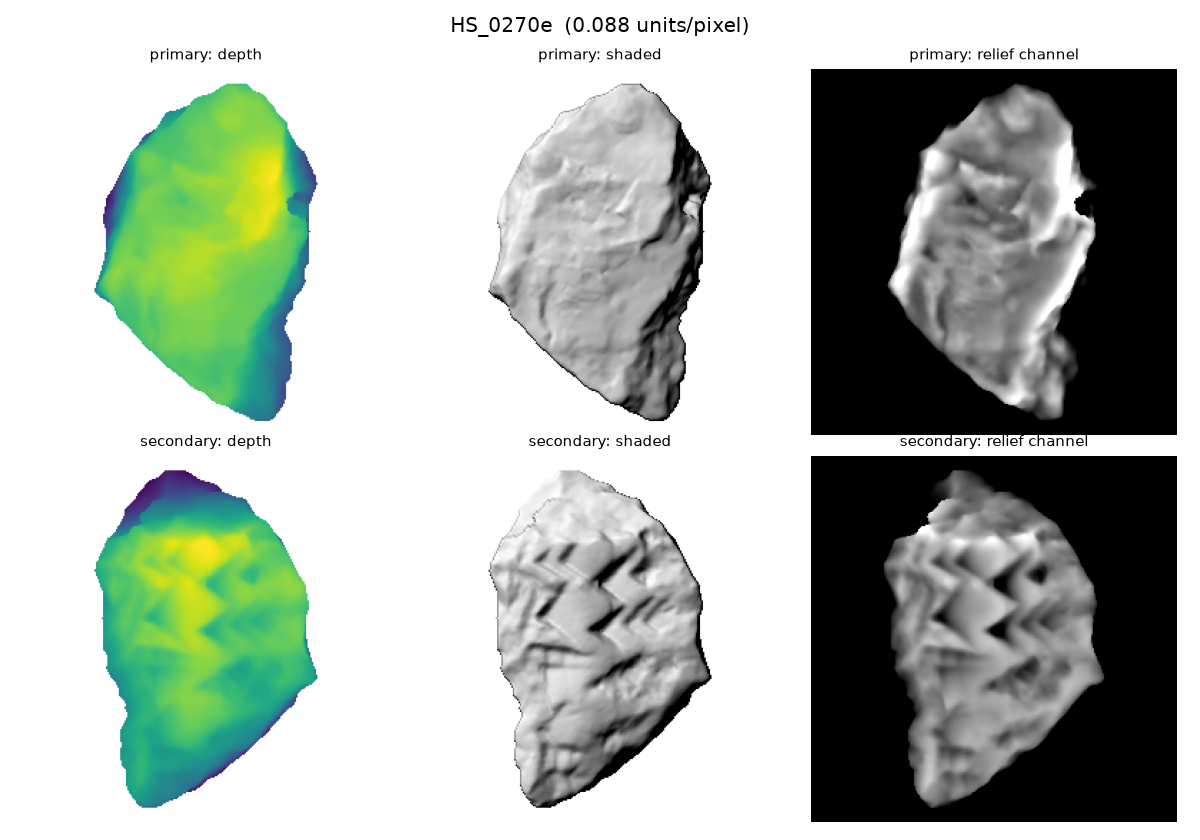 HS_0270e (0.088 units/pixel)
primary: depth
primary: shaded
primary: relief channel
secondary: depth
secondary: shaded
secondary: relief channel